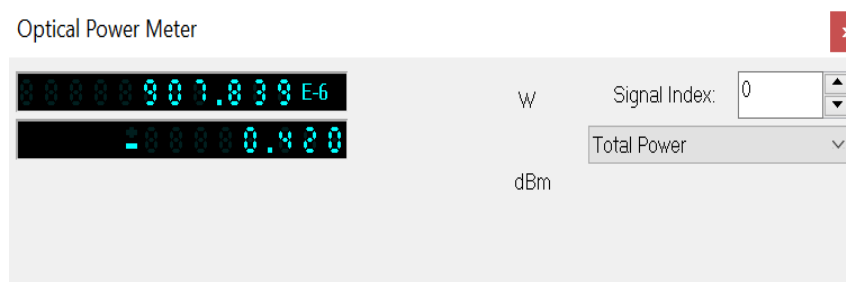 Optical Power Meter
x
907.839 E-6
W
Signal Index: 0
-0.420
Total Power
dBm